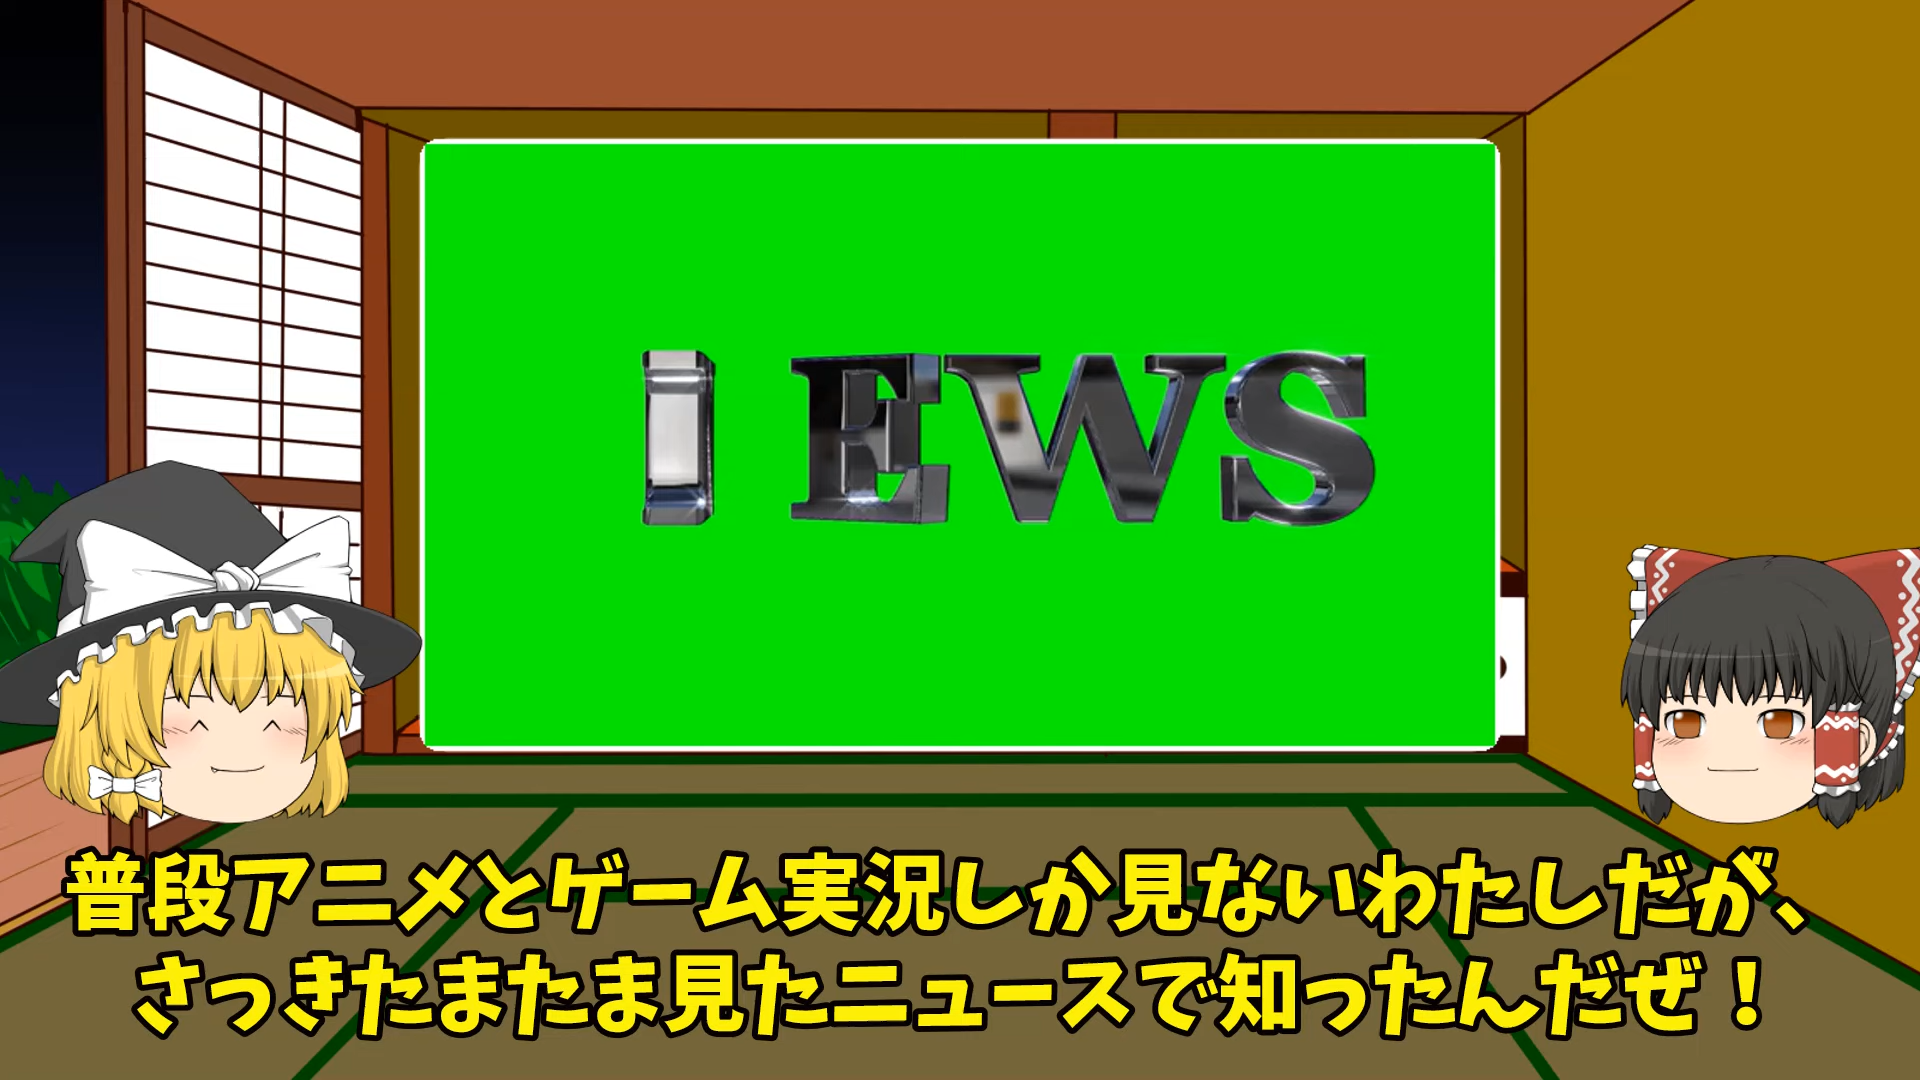 EWS
普段アニメとゲーム実況しか見ないわたしだが、
さっきたまたま見たニュースで知ったんだぜ！